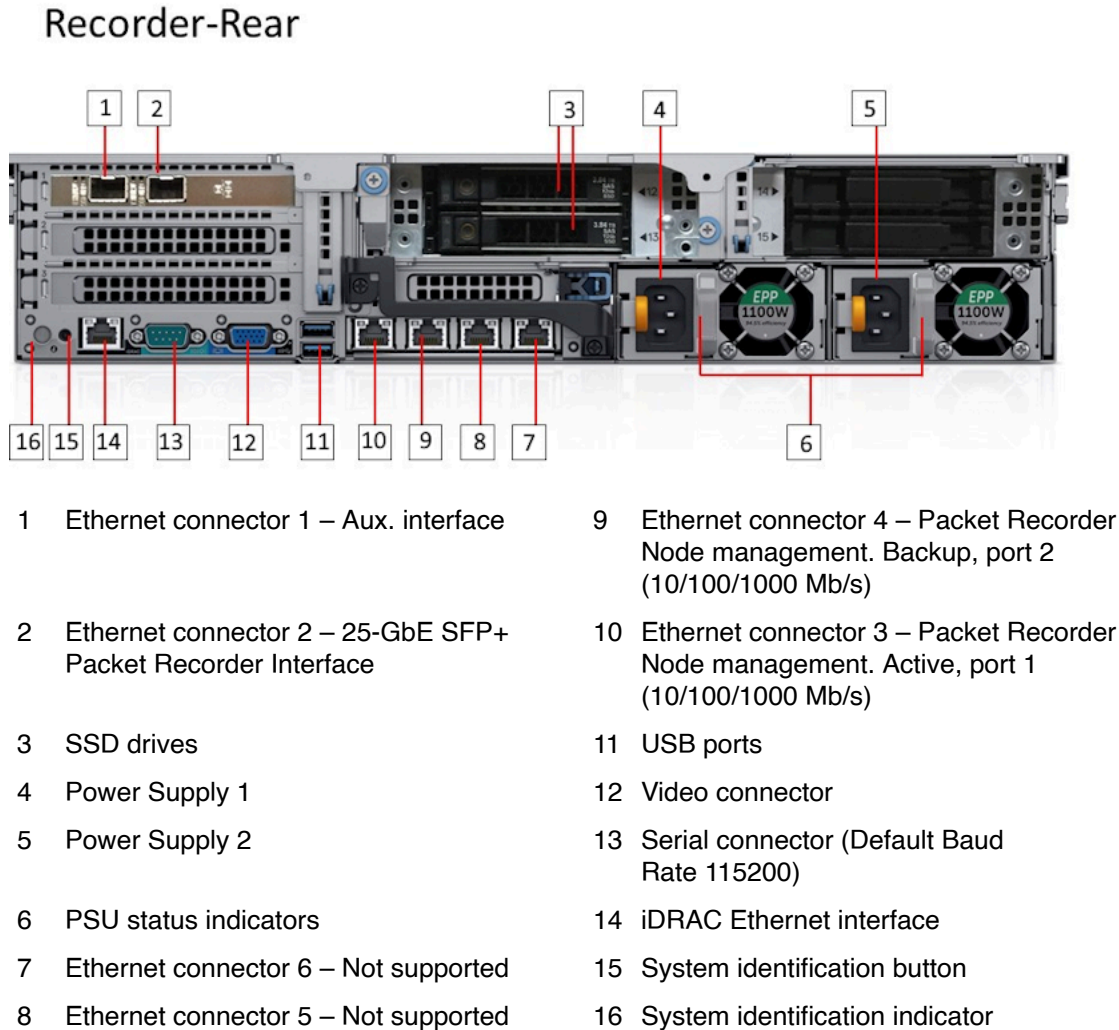 Recorder-Rear
1 2 3 4 5
EPP
1100W
EPP
1100W
16 15 14 13 12 11 10 9 8 7 6
1 Ethernet connector 1 – Aux. interface
2 Ethernet connector 2 – 25-GbE SFP+
Packet Recorder Interface
3 SSD drives
4 Power Supply 1
5 Power Supply 2
6 PSU status indicators
7 Ethernet connector 6 – Not supported
8 Ethernet connector 5 – Not supported
9 Ethernet connector 4 – Packet Recorder
Node management. Backup, port 2
(10/100/1000 Mb/s)
10 Ethernet connector 3 – Packet Recorder
Node management. Active, port 1
(10/100/1000 Mb/s)
11 USB ports
12 Video connector
13 Serial connector (Default Baud
Rate 115200)
14 iDRAC Ethernet interface
15 System identification button
16 System identification indicator